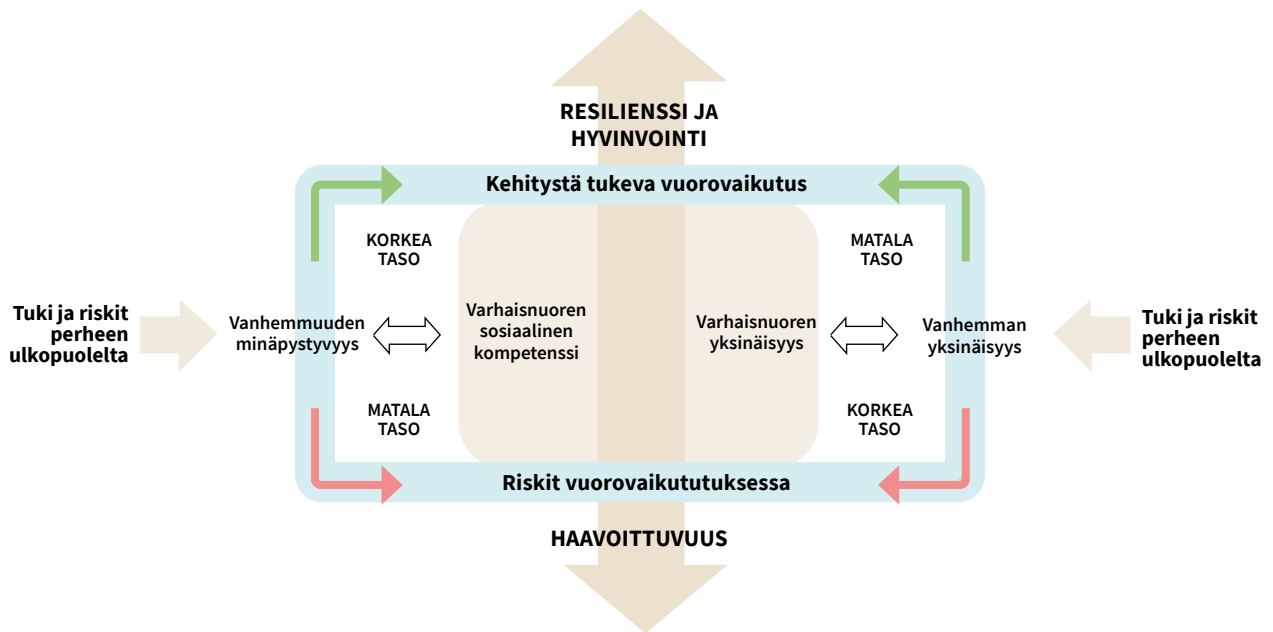 RESILIENSSI JA
HYVINVOINTI
Kehitystä tukeva vuorovaikutus
KORKEA
TASO
MATALA
TASO
Tuki ja riskit
perheen
ulkopuolelta
Vanhemmuuden
minäpystyvyys
Varhaisnuoren
sosiaalinen
kompetenssi
Varhaisnuoren
yksinäisyys
Vanhemman
yksinäisyys
Tuki ja riskit
perheen
ulkopuolelta
MATALA
TASO
KORKEA
TASO
Riskit vuorovaikututuksessa
HAAVOITTUVUUS